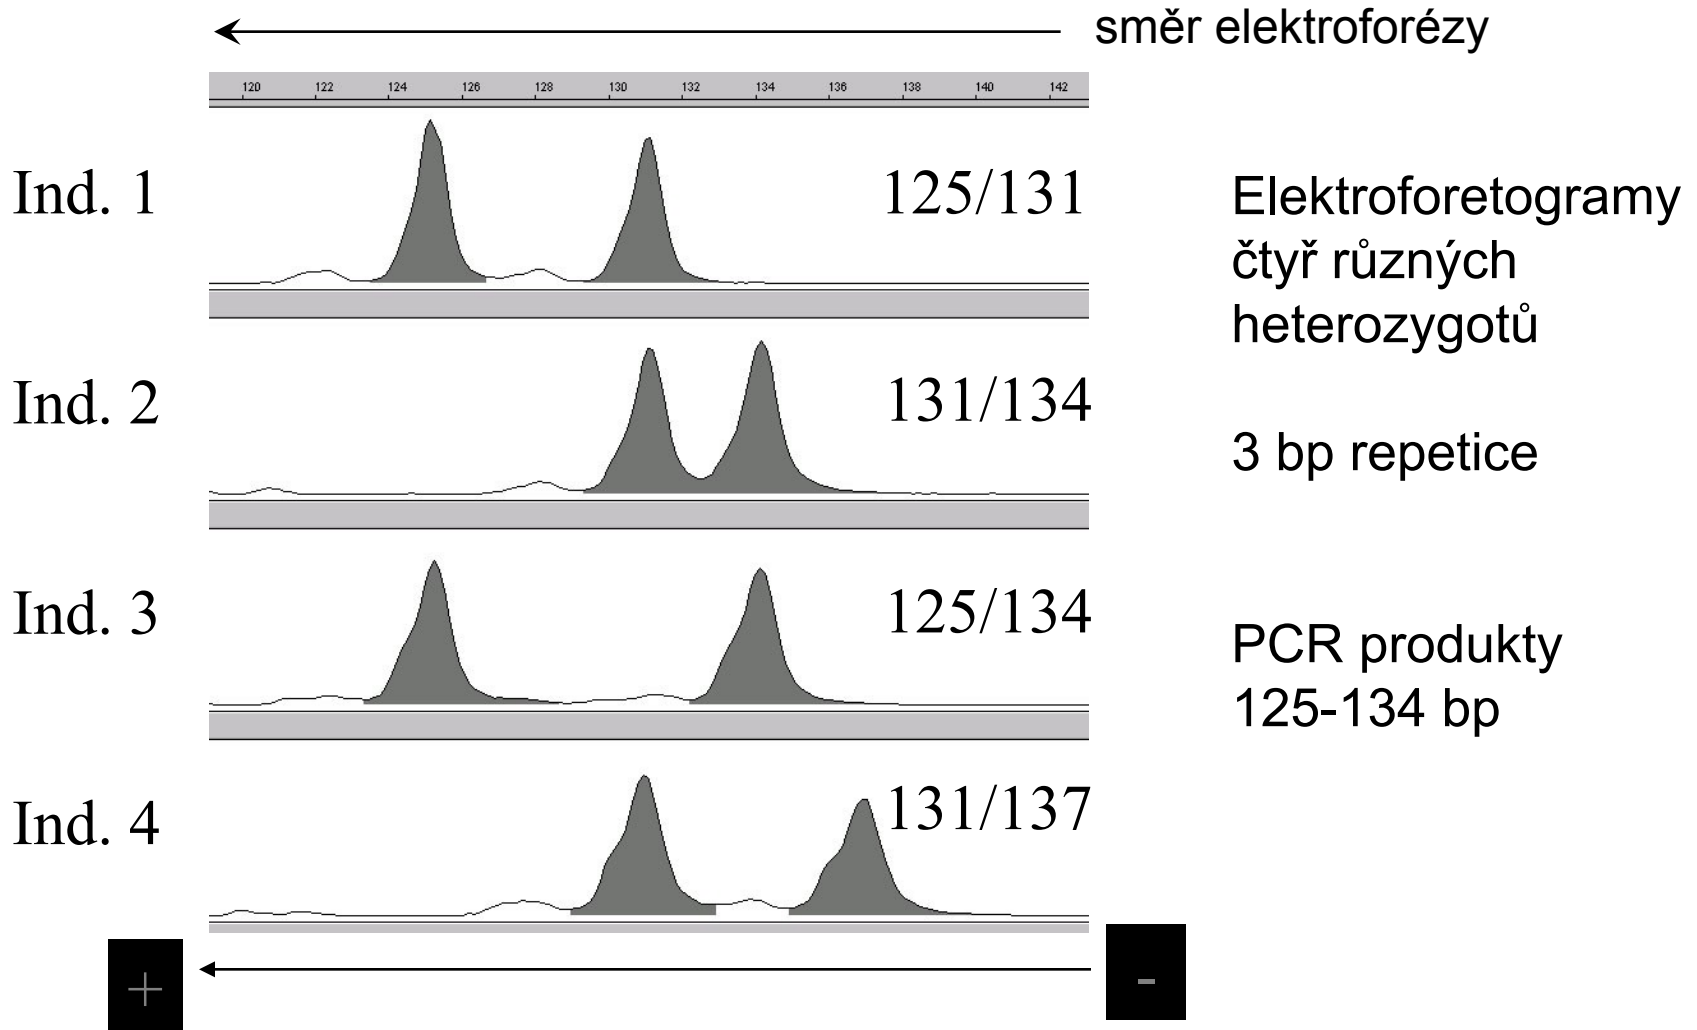 směr elektroforézy
120 122 124 126 128 130 132 134 136 138 140 142
Ind. 1
125/131
Elektroforetogramy
čtyř různých
heterozygotů
Ind. 2
131/134
3 bp repetice
Ind. 3
125/134
PCR produkty
125-134 bp
Ind. 4
131/137
+
-